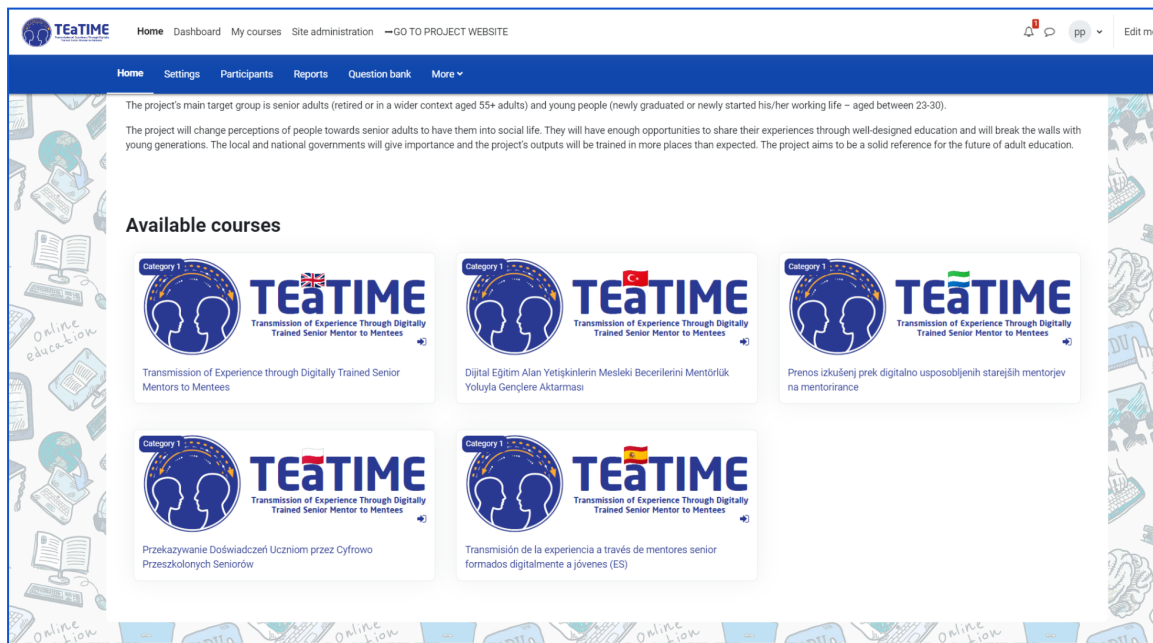 TEaTIME
Home Dashboard My courses Site administration GO TO PROJECT WEBSITE
1
pp
Edit mo
Home Settings Participants Reports Question bank More
The project's main target group is senior adults (retired or in a wider context aged 55+ adults) and young people (newly graduated or newly started his/her working life – aged between 23-30).
The project will change perceptions of people towards senior adults to have them into social life. They will have enough opportunities to share their experiences through well-designed education and will break the walls with
young generations. The local and national governments will give importance and the project's outputs will be trained in more places than expected. The project aims to be a solid reference for the future of adult education.
Available courses
Category 1
TEaTIME
Transmission of Experience Through Digitally
Trained Senior Mentor to Mentees
Transmission of Experience through Digitally Trained Senior
Mentors to Mentees
Category 1
TEaTIME
Transmission of Experience Through Digitally
Trained Senior Mentor to Mentees
Dijital Eğitim Alan Yetişkinlerin Mesleki Becerilerini Mentörlük
Yoluyla Gençlere Aktarması
Category 1
TEaTIME
Transmission of Experience Through Digitally
Trained Senior Mentor to Mentees
Prenos izkušenj prek digitalno usposobljenih starejših mentorjev
na mentorirance
Category 1
TEaTIME
Transmission of Experience Through Digitally
Trained Senior Mentor to Mentees
Przekazywanie Doświadczeń Uczniom przez Cyfrowo
Przeszkolonych Seniorów
Category 1
TEaTIME
Transmission of Experience Through Digitally
Trained Senior Mentor to Mentees
Transmisión de la experiencia a través de mentores senior
formados digitalmente a jóvenes (ES)
online
education